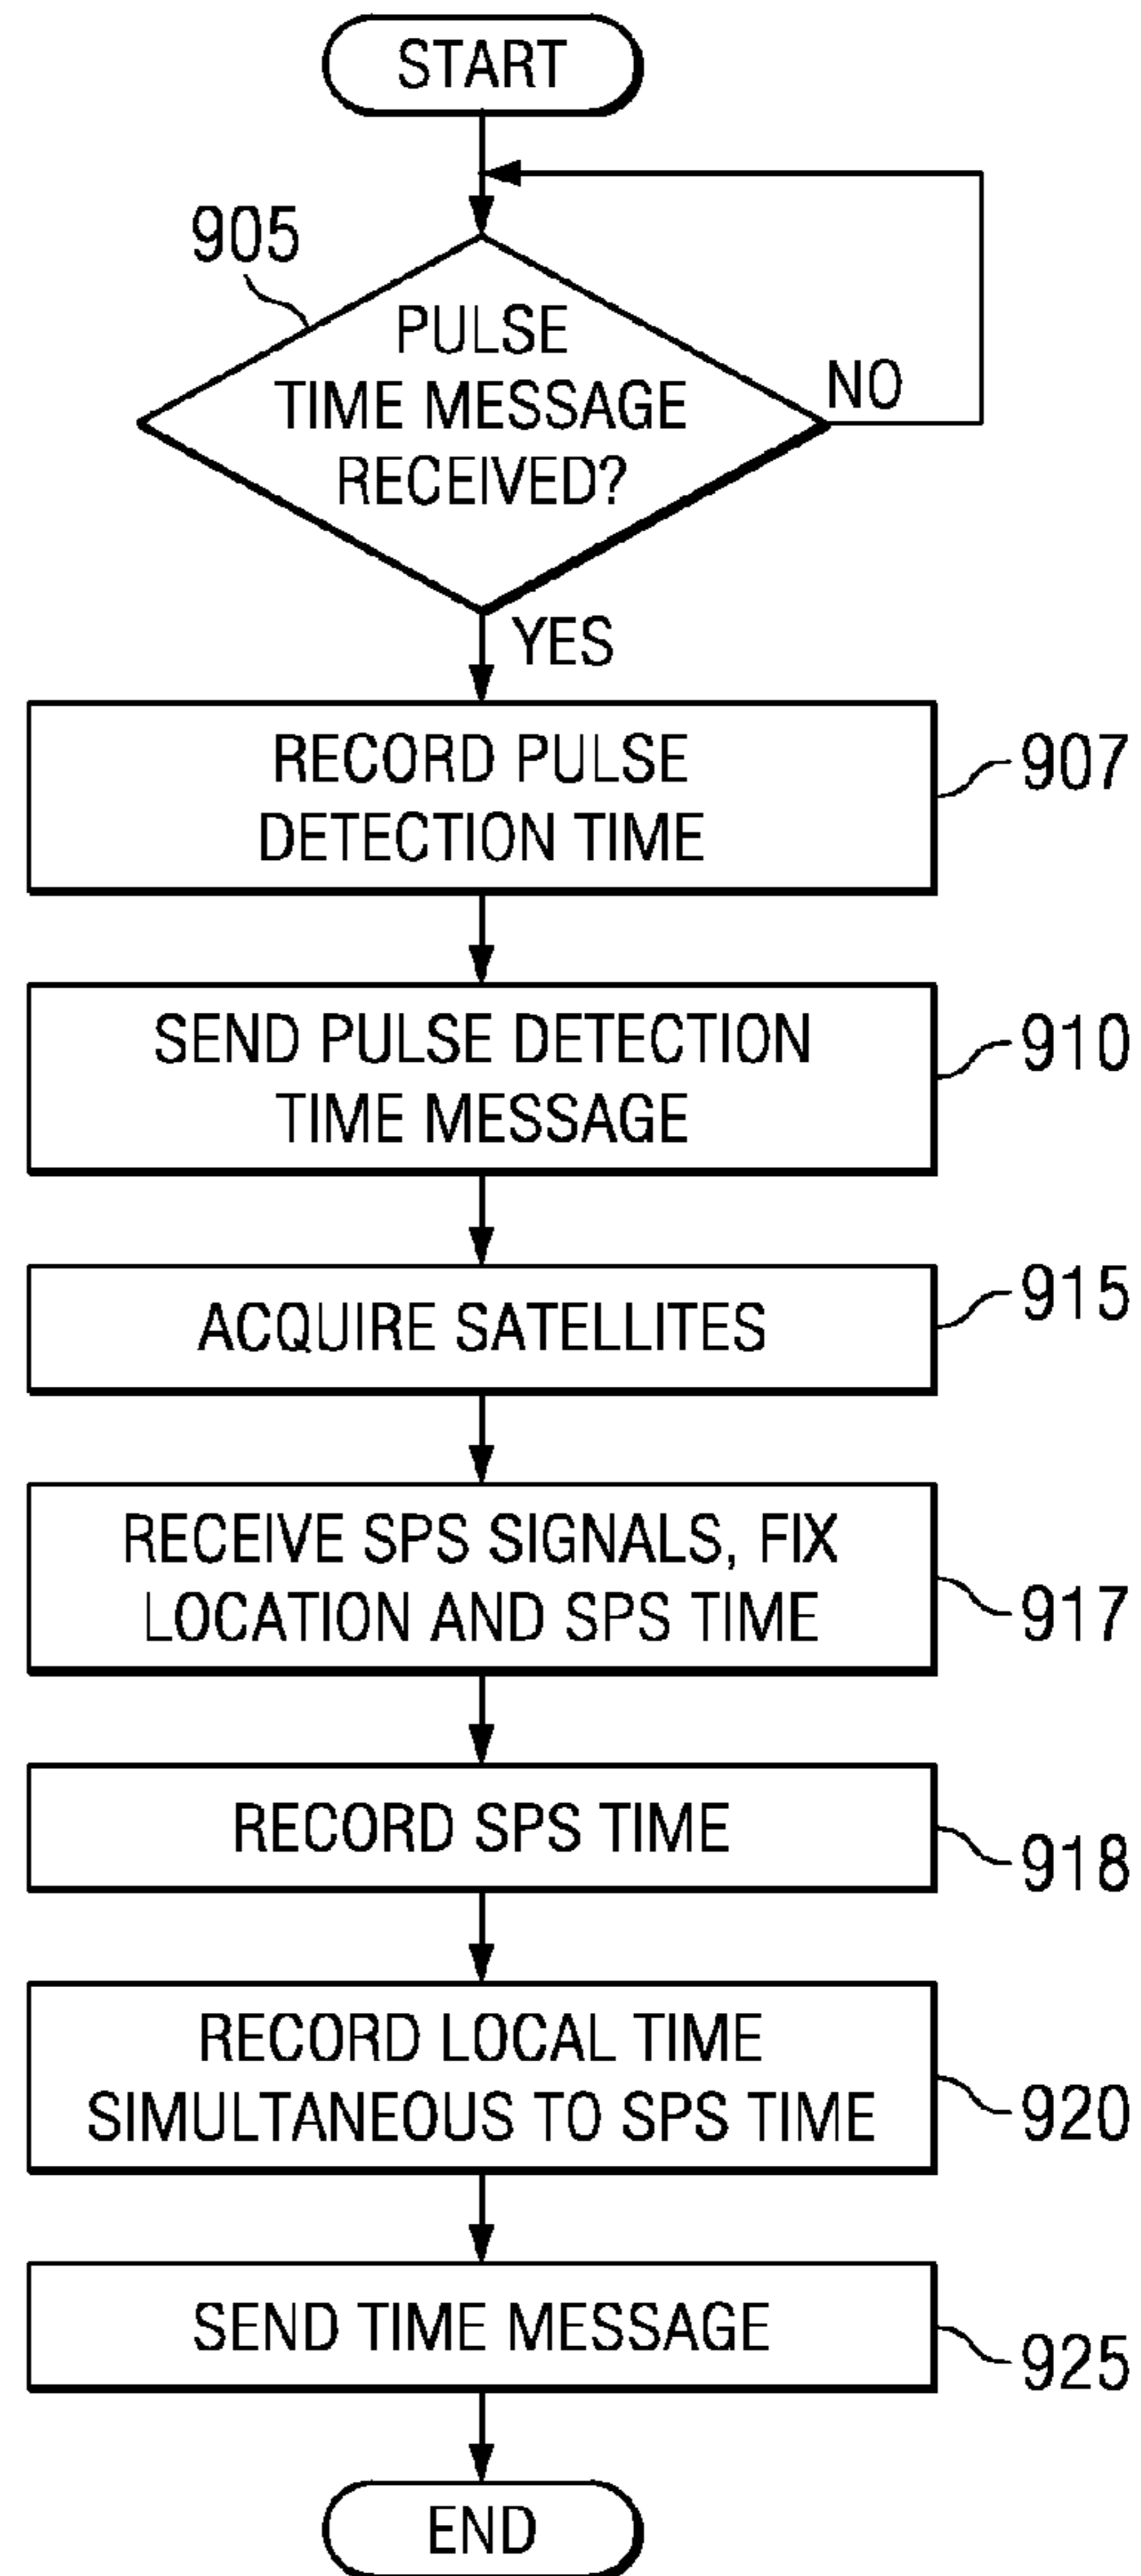 START
905
PULSE
TIME MESSAGE
RECEIVED?
NO
YES
RECORD PULSE
DETECTION TIME
907
SEND PULSE DETECTION
TIME MESSAGE
910
ACQUIRE SATELLITES
915
RECEIVE SPS SIGNALS, FIX
LOCATION AND SPS TIME
917
RECORD SPS TIME
918
RECORD LOCAL TIME
SIMULTANEOUS TO SPS TIME
920
SEND TIME MESSAGE
925
END